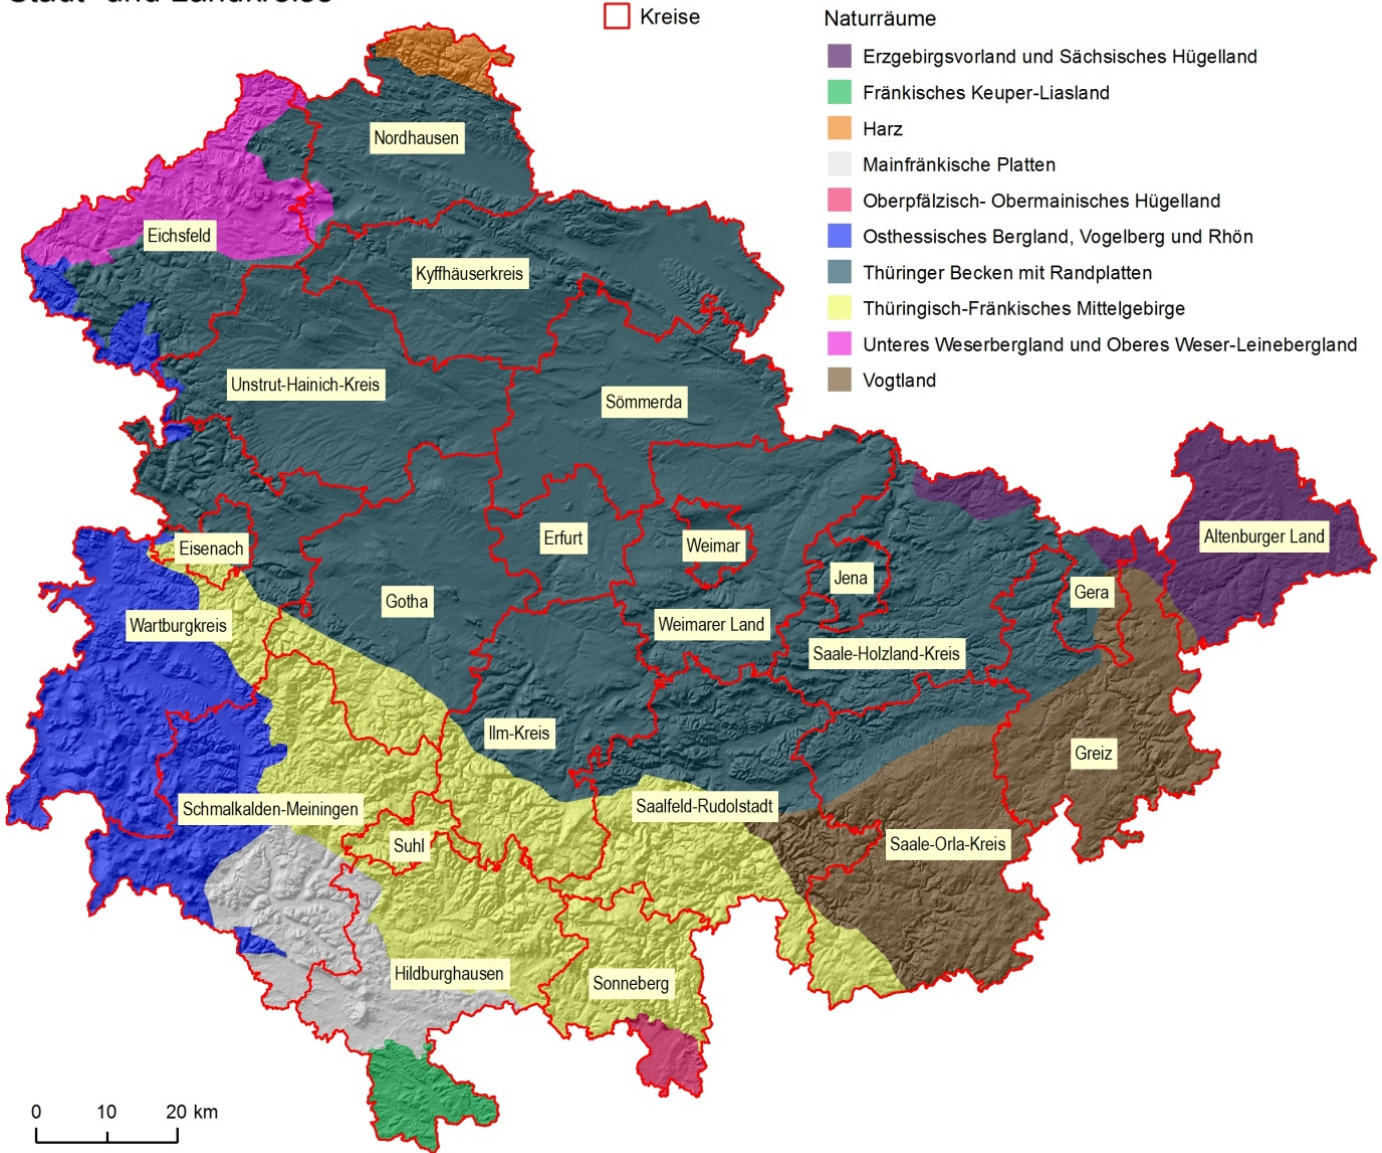 Kreise
Naturräume
Erzgebirgsvorland und Sächsisches Hügelland
Fränkisches Keuper-Liasland
Harz
Mainfränkische Platten
Oberpfälzisch- Obermainisches Hügelland
Osthessisches Bergland, Vogelberg und Rhön
Thüringer Becken mit Randplatten
Thüringisch-Fränkisches Mittelgebirge
Unteres Weserbergland und Oberes Weser-Leinebergland
Vogtland
Nordhausen
Eichsfeld
Kyffhäuserkreis
Unstrut-Hainich-Kreis
Sömmerda
Eisenach
Erfurt
Weimar
Altenburger Land
Jena
Gera
Gotha
Wartburgkreis
Weimarer Land
Saale-Holzland-Kreis
Ilm-Kreis
Greiz
Schmalkalden-Meiningen
Saalfeld-Rudolstadt
Suhl
Saale-Orla-Kreis
Hildburghausen
Sonneberg
0 10 20 km